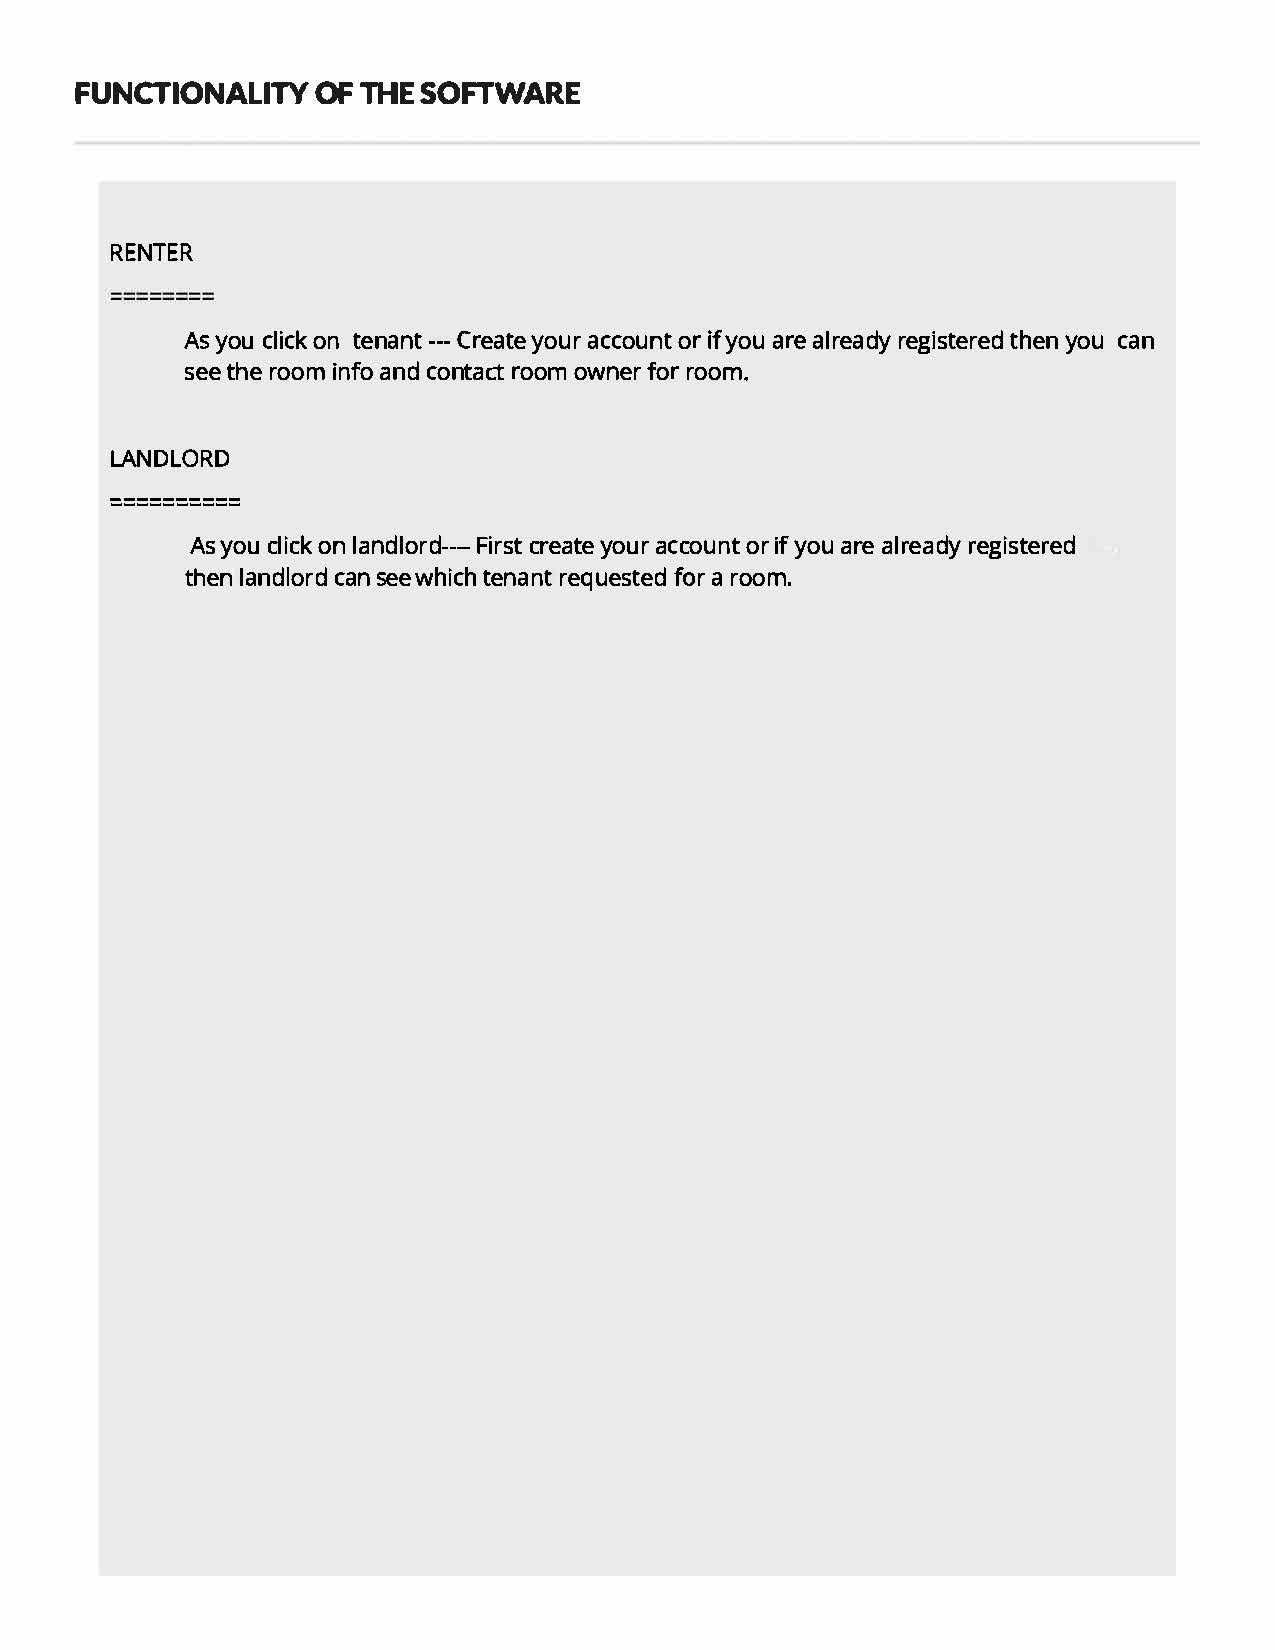 FUNCTIONALITY OF THE SOFTWARE
RENTER
========
As you click on tenant --- Create your account or if you are already registered then you can
see the room info and contact room owner for room.
LANDLORD
==========
As you click on landlord---- First create your account or if you are already registered
then landlord can see which tenant requested for a room.